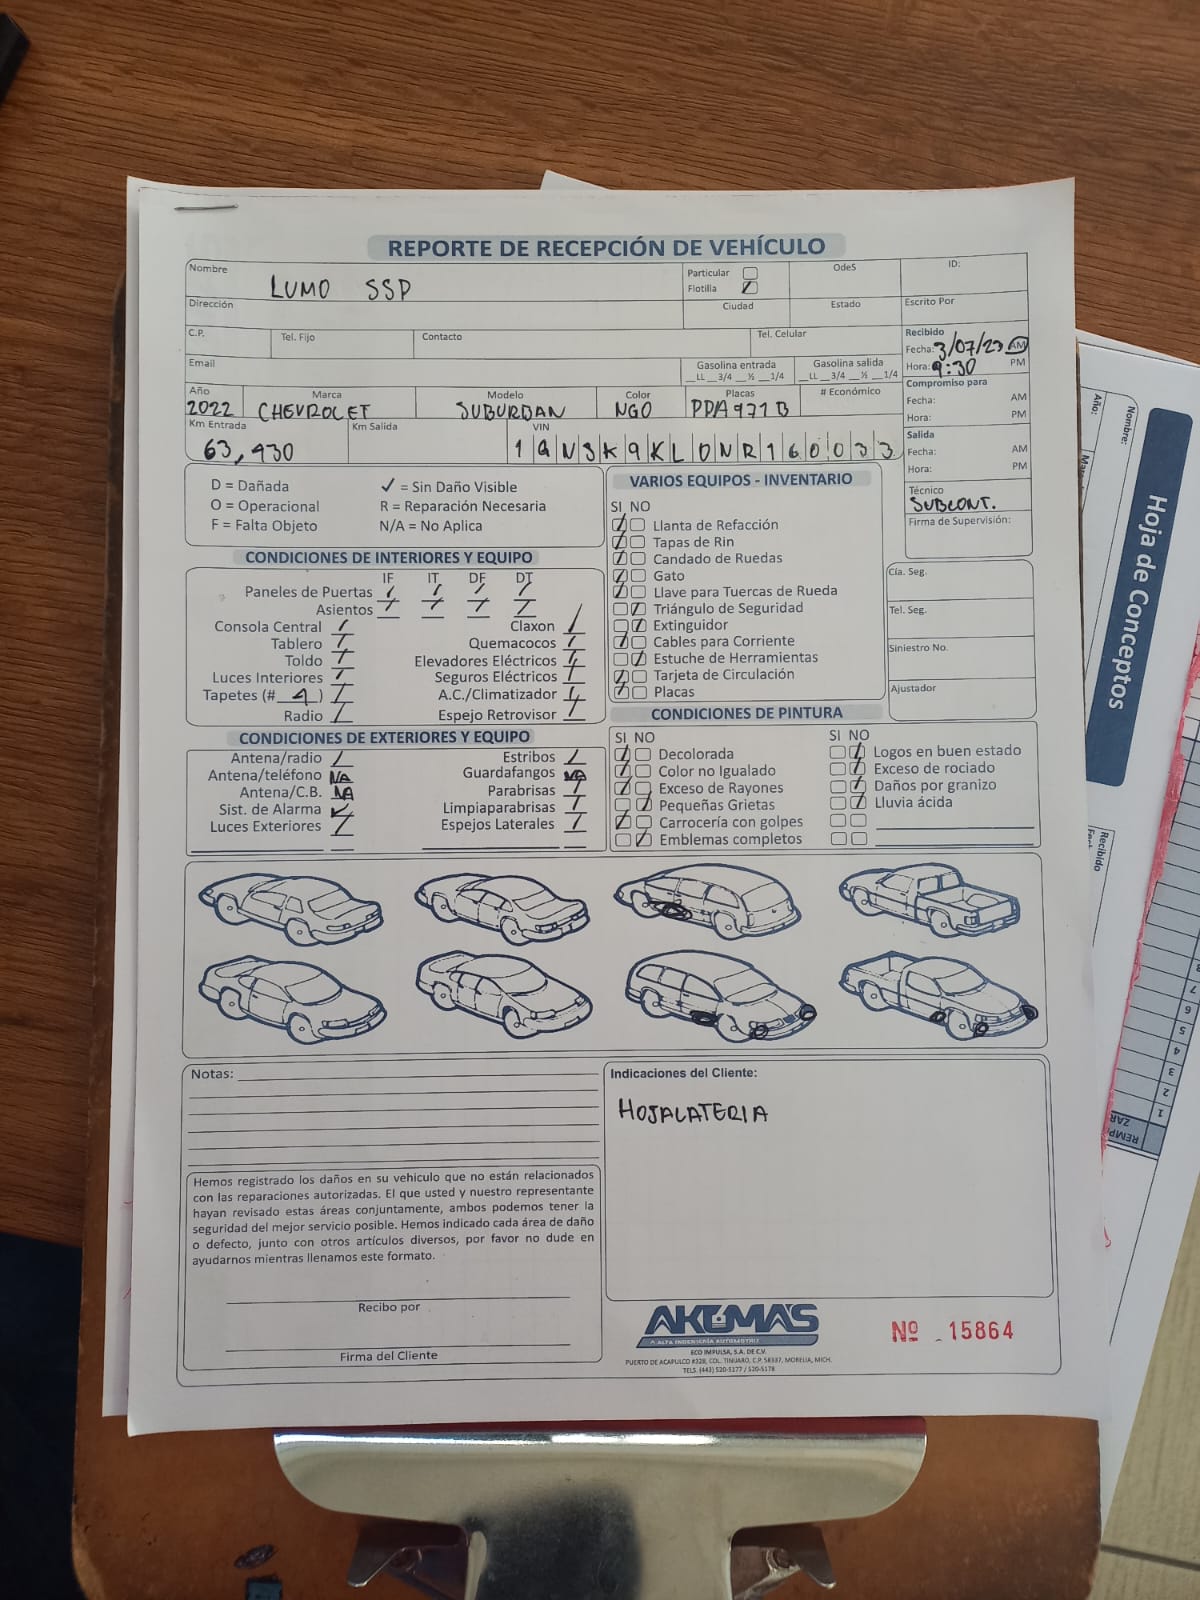 REPORTE DE RECEPCIÓN DE VEHÍCULO
Nombre LUMO SSP
Particular
Flotilla
OdeS
ID:
Dirección
Ciudad
Estado
Escrito Por
C.P.
Tel. Fijo
Contacto
Tel. Celular
Recibido
Fecha: 3/07/23 AM
Hora: 9:30 PM
Email
Gasolina entrada
__LL __3/4 __½ __1/4
Gasolina salida
__LL __3/4 __½ __1/4
Compromiso para
Fecha: AM
Hora: PM
Año 2022
Marca CHEVROLET
Modelo SUBURBAN
Color NGO
Placas
# Económico
Km Entrada 63,430
Km Salida
VIN
Salida
Fecha: AM
Hora: PM
Técnico
SUBCONT.
Firma de Supervisión:
D = Dañada
✓ = Sin Daño Visible
O = Operacional
R = Reparación Necesaria
F = Falta Objeto
N/A = No Aplica
CONDICIONES DE INTERIORES Y EQUIPO
IF IT DF DT
Paneles de Puertas
Asientos
Consola Central
Claxon
Tablero
Quemacocos
Toldo
Elevadores Eléctricos
Luces Interiores
Seguros Eléctricos
Tapetes (# 4 )
A.C./Climatizador
Radio
Espejo Retrovisor
CONDICIONES DE EXTERIORES Y EQUIPO
Antena/radio
Estribos
Antena/teléfono NA
Guardafangos NA
Antena/C.B. NA
Parabrisas
Sist. de Alarma
Limpiaparabrisas
Luces Exteriores
Espejos Laterales
VARIOS EQUIPOS - INVENTARIO
SI NO
Llanta de Refacción
Tapas de Rin
Candado de Ruedas
Gato
Llave para Tuercas de Rueda
Triángulo de Seguridad
Extinguidor
Cables para Corriente
Estuche de Herramientas
Tarjeta de Circulación
Placas
Cía. Seg.
Tel. Seg.
Siniestro No.
Ajustador
CONDICIONES DE PINTURA
SI NO
Decolorada
Color no Igualado
Exceso de Rayones
Pequeñas Grietas
Carrocería con golpes
Emblemas completos
SI NO
Logos en buen estado
Exceso de rociado
Daños por granizo
Lluvia ácida
Notas:
Indicaciones del Cliente:
HOJALATERIA
Hemos registrado los daños en su vehiculo que no están relacionados
con las reparaciones autorizadas. El que usted y nuestro representante
hayan revisado estas áreas conjuntamente, ambos podemos tener la
seguridad del mejor servicio posible. Hemos indicado cada área de daño
o defecto, junto con otros artículos diversos, por favor no dude en
ayudarnos mientras llenamos este formato.
Recibo por
Firma del Cliente
AKUMA'S
ALTA INGENIERÍA AUTOMOTRIZ
ECO IMPULSA, S.A. DE C.V.
PUERTO DE ACAPULCO #328, COL. TINIJARO, C.P. 58337, MORELIA, MICH.
TELS. (443) 520-5177 / 520-5178
Nº 15864
Hoja de Conceptos
Nombre:
Año:
Recibido
1
2
3
4
5
6
7